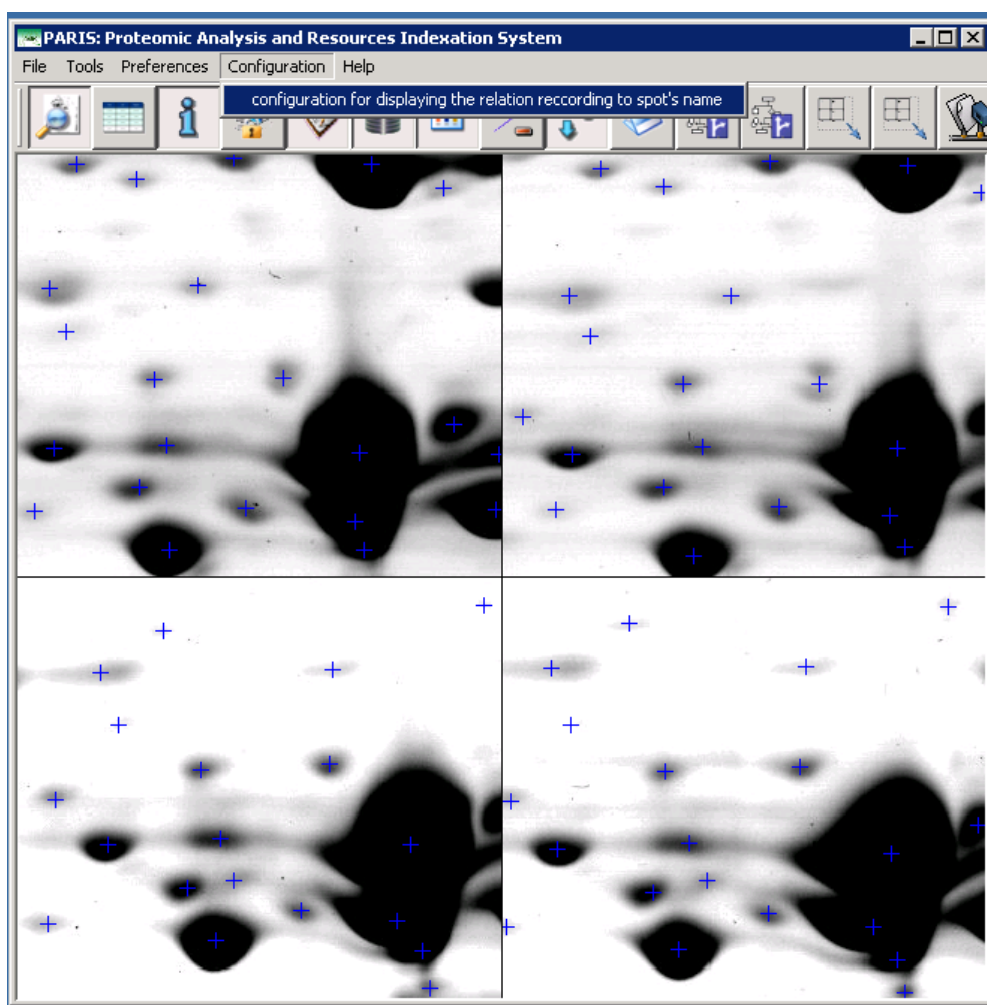 PARIS: Proteomic Analysis and Resources Indexation System
File Tools Preferences Configuration Help
configuration for displaying the relation reccording to spot's name